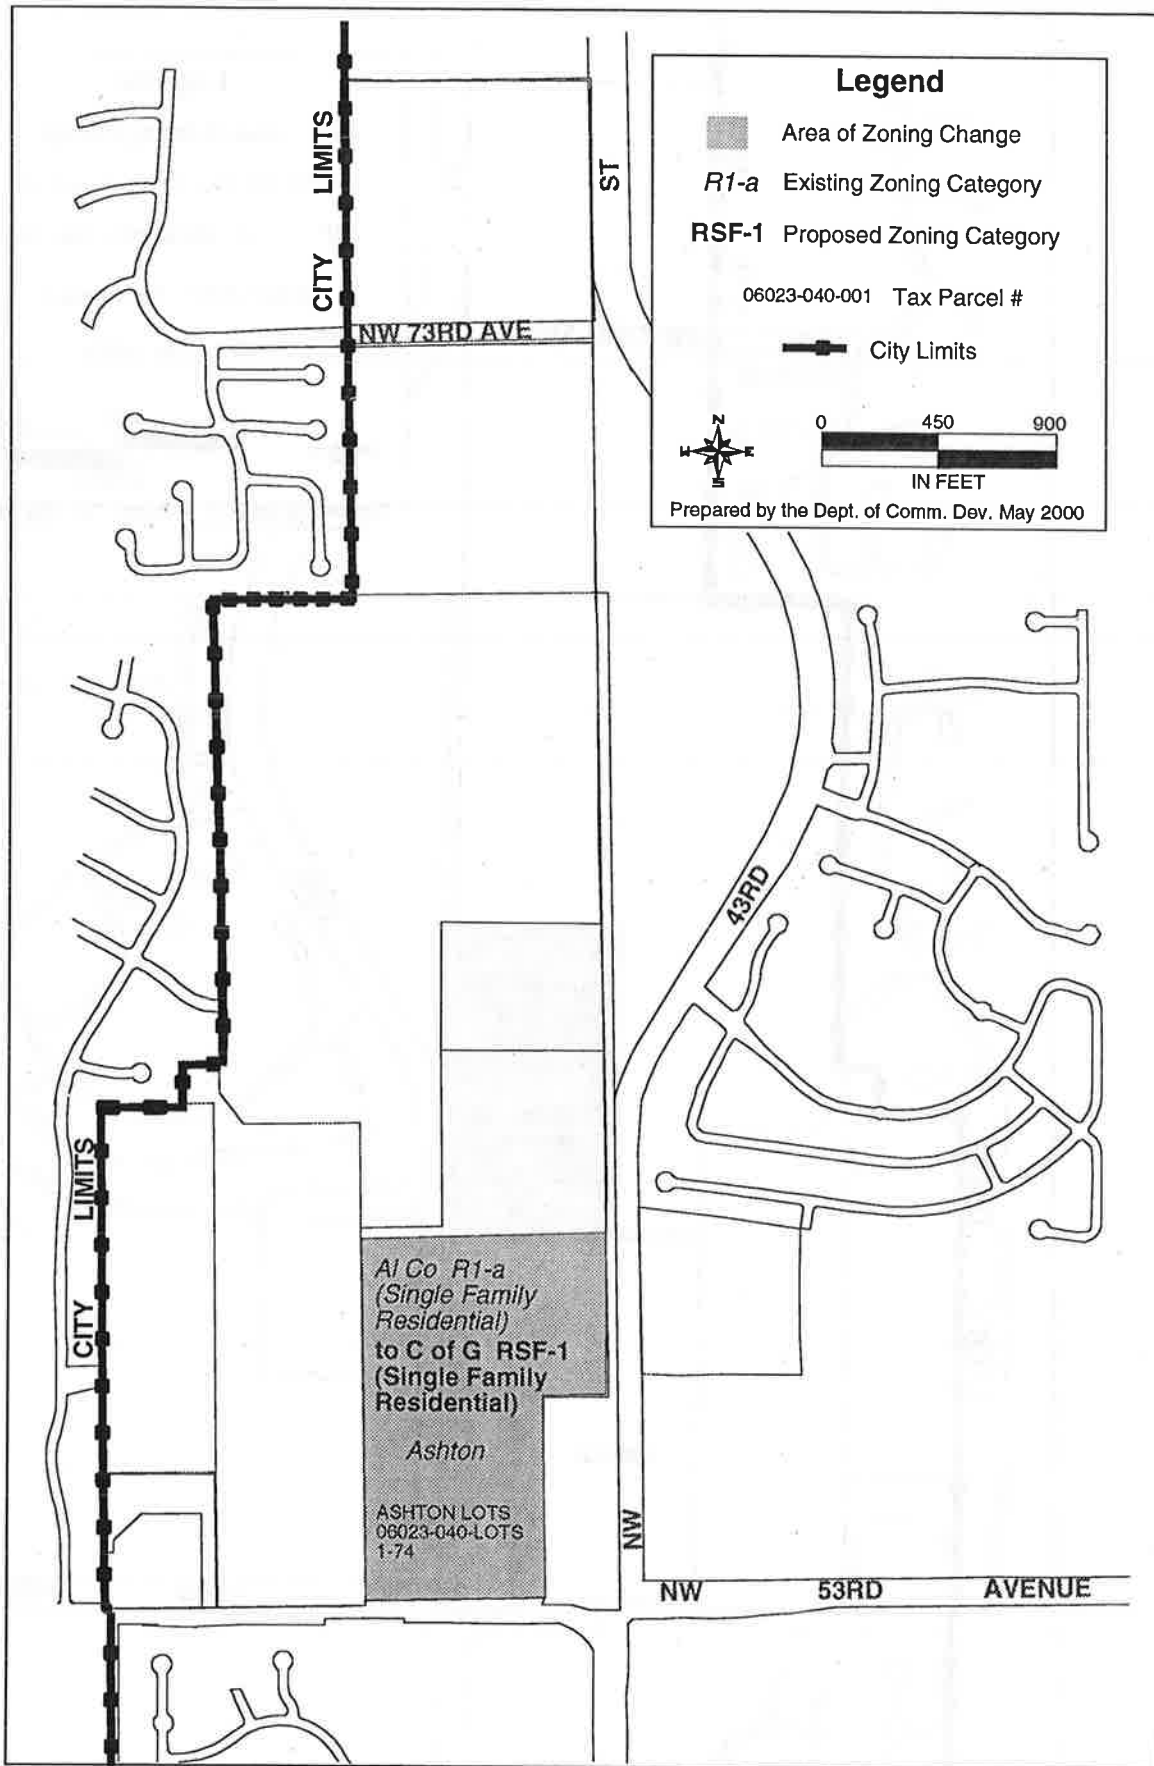 Legend
Area of Zoning Change
R1-a Existing Zoning Category
RSF-1 Proposed Zoning Category
06023-040-001 Tax Parcel #
City Limits
N
W E
S
0 450 900
IN FEET
Prepared by the Dept. of Comm. Dev. May 2000
CITY LIMITS
ST
NW 73RD AVE
43RD
CITY LIMITS
Al Co R1-a
(Single Family
Residential)
to C of G RSF-1
(Single Family
Residential)
Ashton
ASHTON LOTS
06023-040-LOTS
1-74
NW
NW 53RD AVENUE